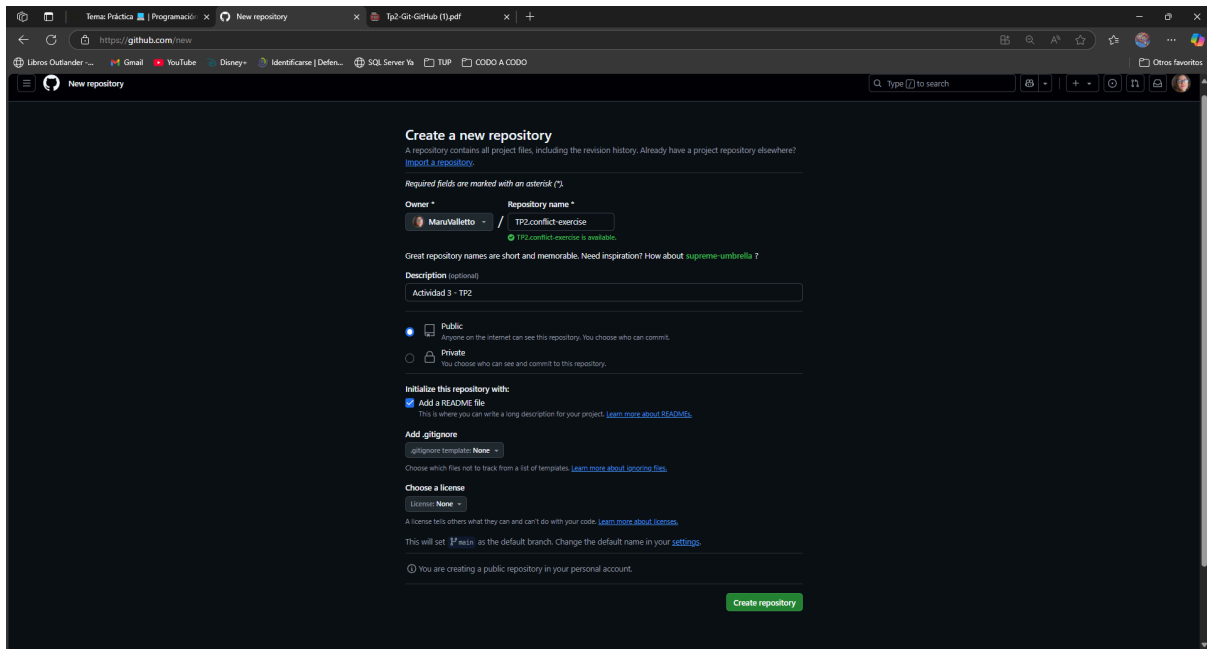 Tema: Práctica 💻 | Programación
New repository
Tp2-Git-GitHub (1).pdf
https://github.com/new
Libros Outlander -...
Gmail
YouTube
Disney+
Identificarse | Defen...
SQL Server Ya
TUP
CODO A CODO
Otros favoritos
New repository
Type / to search
Create a new repository
A repository contains all project files, including the revision history. Already have a project repository elsewhere?
Import a repository.
Required fields are marked with an asterisk (*).
Owner *
Repository name *
MaruValletto
/
TP2.conflict-exercise
TP2.conflict-exercise is available.
Great repository names are short and memorable. Need inspiration? How about supreme-umbrella ?
Description (optional)
Actividad 3 - TP2
Public
Anyone on the internet can see this repository. You choose who can commit.
Private
You choose who can see and commit to this repository.
Initialize this repository with:
Add a README file
This is where you can write a long description for your project. Learn more about READMEs.
Add .gitignore
.gitignore template: None
Choose which files not to track from a list of templates. Learn more about ignoring files.
Choose a license
License: None
A license tells others what they can and can't do with your code. Learn more about licenses.
This will set main as the default branch. Change the default name in your settings.
You are creating a public repository in your personal account.
Create repository